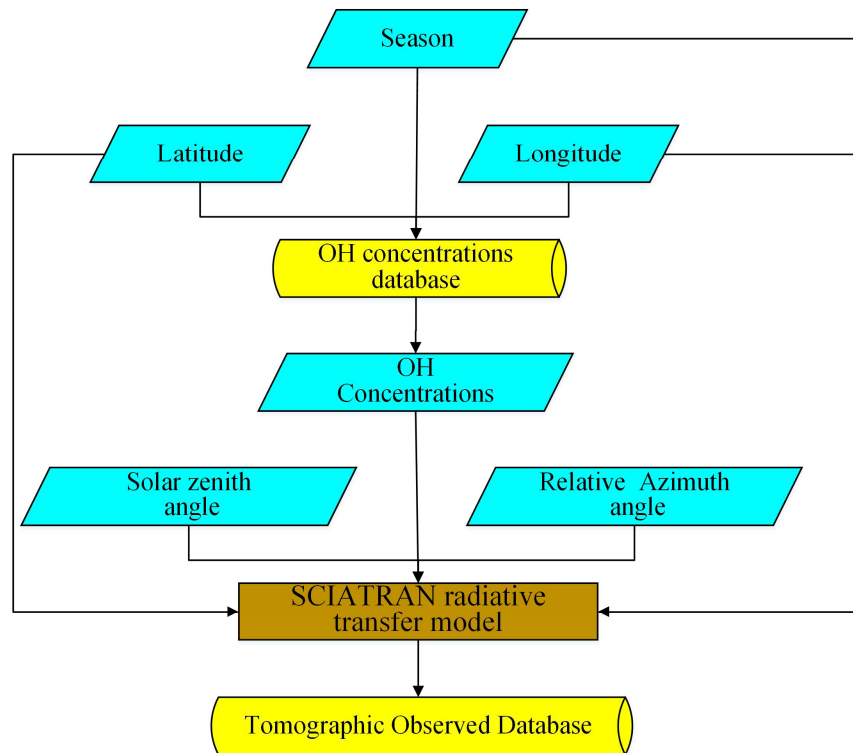 Season
Latitude
Longitude
OH concentrations
database
OH
Concentrations
Solar zenith
angle
Relative Azimuth
angle
SCIATRAN radiative
transfer model
Tomographic Observed Database